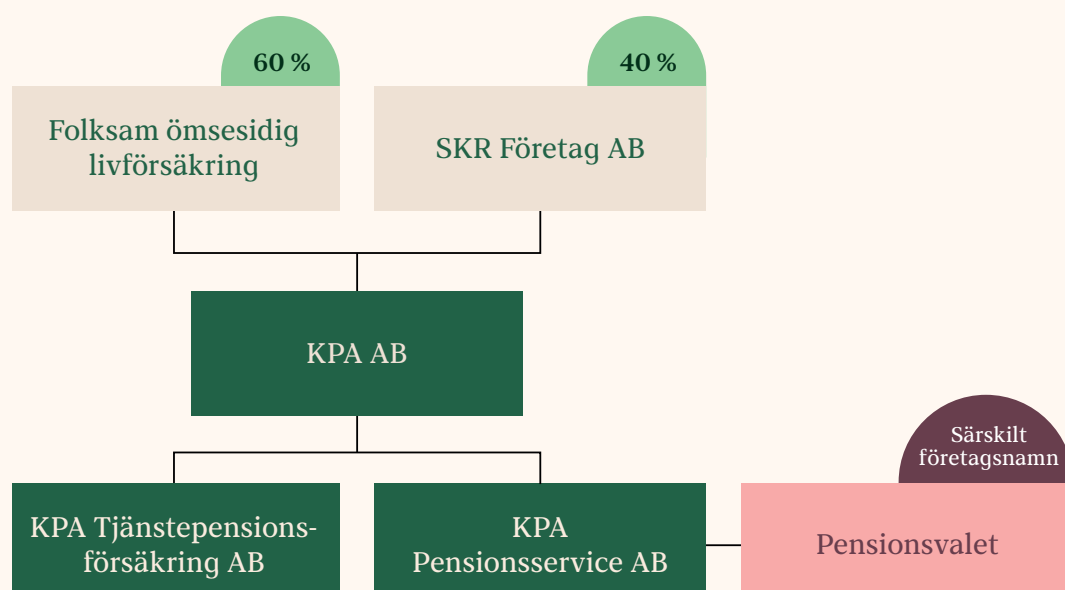 60 %
40 %
Folksam ömsesidig
livförsäkring
SKR Företag AB
KPA AB
Särskilt
företagsnamn
KPA Tjänstepensions-
försäkring AB
KPA
Pensionsservice AB
Pensionsvalet